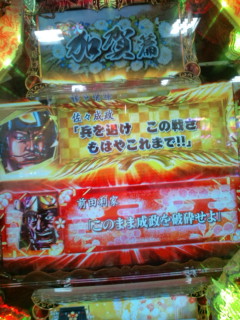 加賀編
佐々成政
「兵を退け この戦さ
もはやこれまで!!」
前田利家
「このまま成政を破砕せよ」